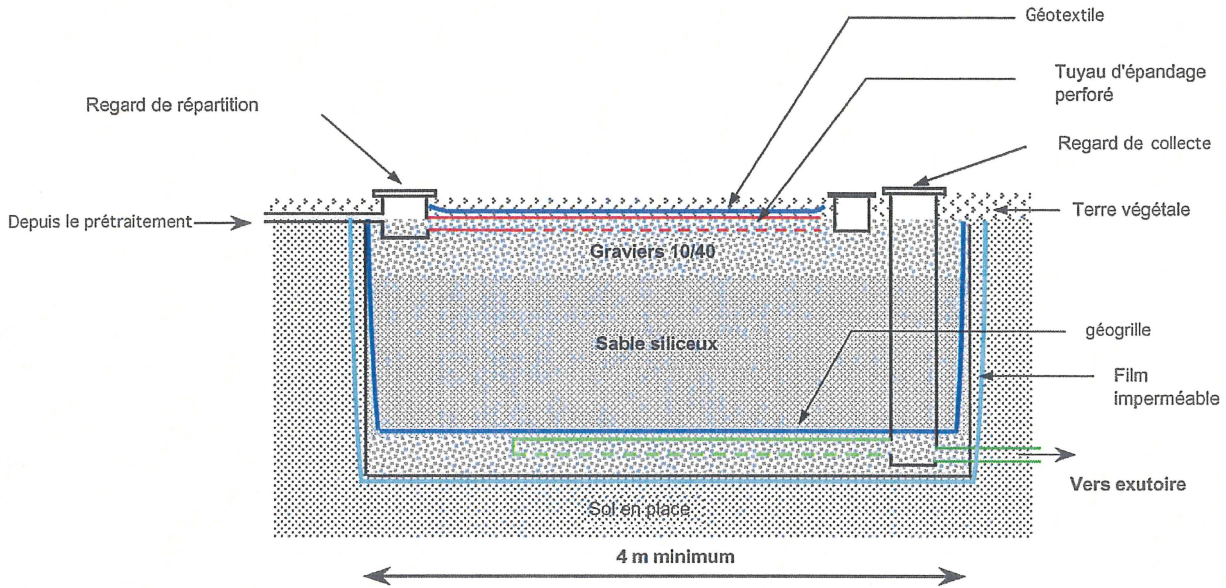 Géotextile
Tuyau d'épandage
perforé
Regard de répartition
Regard de collecte
Depuis le prétraitement
Terre végétale
Graviers 10/40
Sable siliceux
géogrille
Film
imperméable
Vers exutoire
Sol en place
4 m minimum